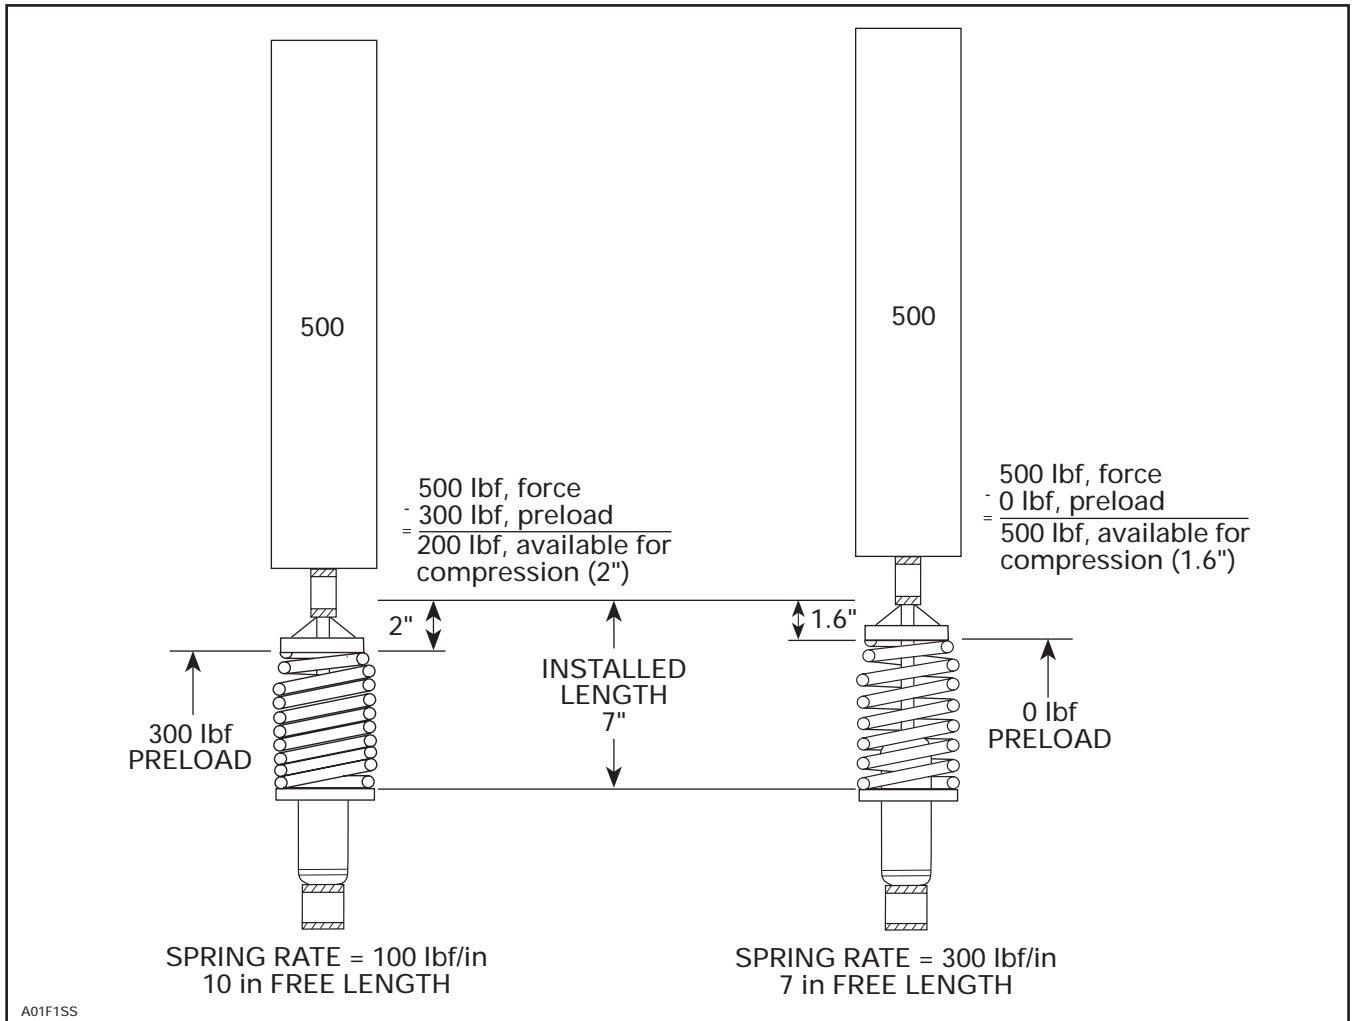 500
500
500 lbf, force
- 300 lbf, preload
= 200 lbf, available for
compression (2")
500 lbf, force
- 0 lbf, preload
= 500 lbf, available for
compression (1.6")
2"
1.6"
INSTALLED
LENGTH
7"
300 lbf
PRELOAD
0 lbf
PRELOAD
SPRING RATE = 100 lbf/in
10 in FREE LENGTH
SPRING RATE = 300 lbf/in
7 in FREE LENGTH
A01F1SS